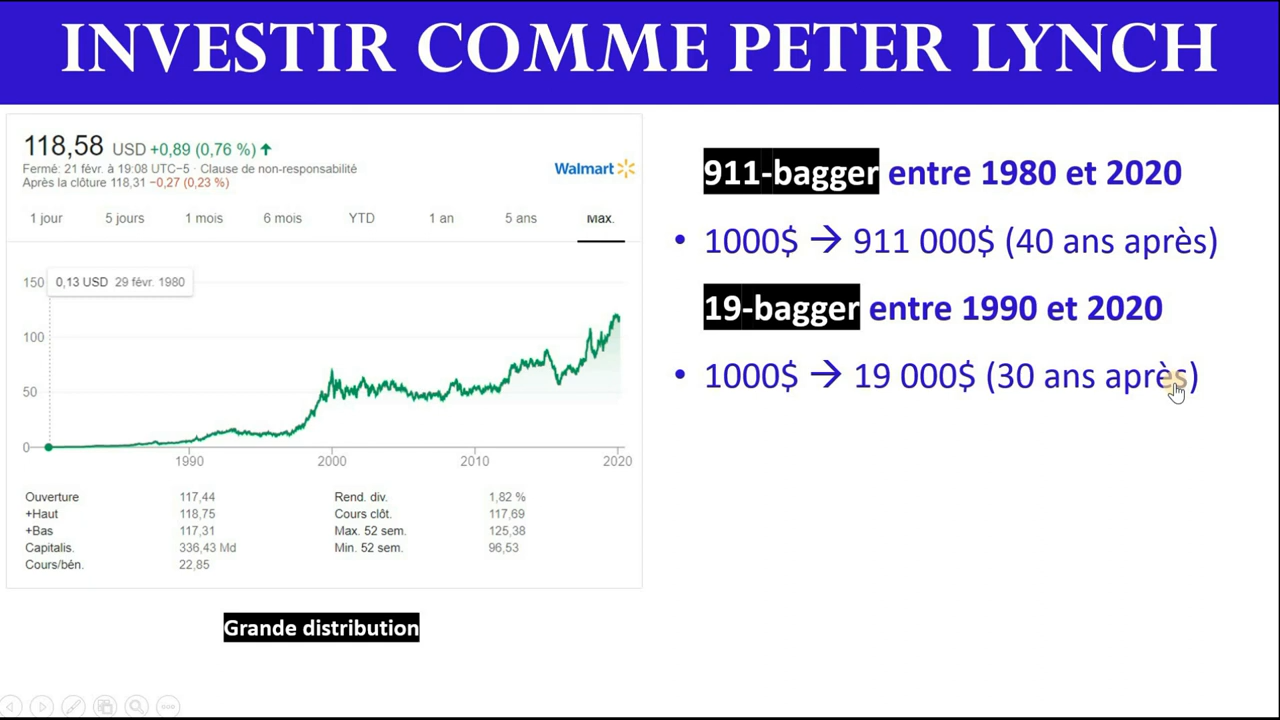 INVESTIR COMME PETER LYNCH
118,58 USD +0,89 (0,76 %)
Fermé: 21 févr. à 19:08 UTC−5 · Clause de non-responsabilité
Après la clôture 118,31 −0,27 (0,23 %)
Walmart
1 jour 5 jours 1 mois 6 mois YTD 1 an 5 ans Max.
150
0,13 USD 29 févr. 1980
100
50
0
1990 2000 2010 2020
Ouverture 117,44 Rend. div. 1,82 %
+Haut 118,75 Cours clôt. 117,69
+Bas 117,31 Max. 52 sem. 125,38
Capitalis. 336,43 Md Min. 52 sem. 96,53
Cours/bén. 22,85
Grande distribution
911-bagger entre 1980 et 2020
• 1000$ → 911 000$ (40 ans après)
19-bagger entre 1990 et 2020
• 1000$ → 19 000$ (30 ans après)